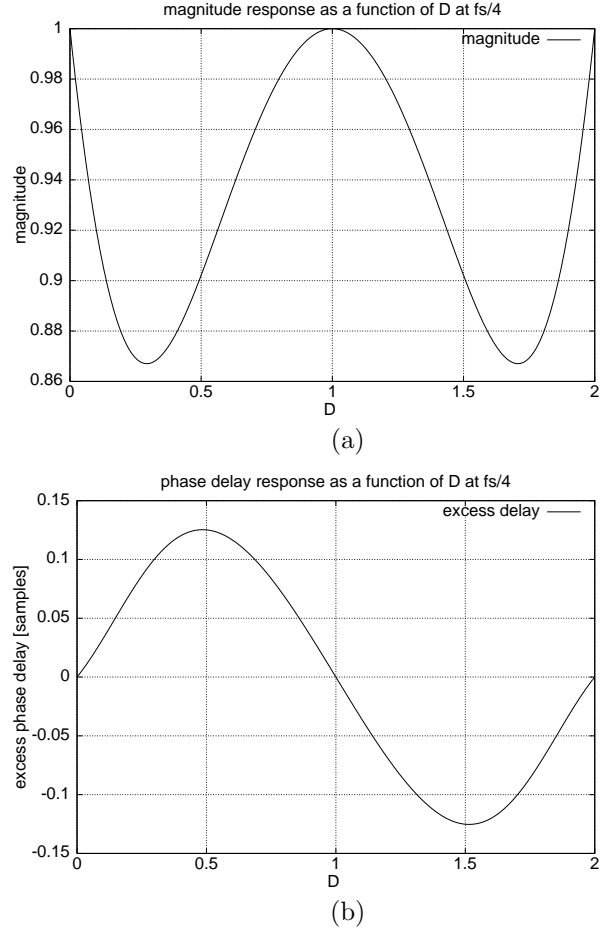 magnitude response as a function of D at fs/4
magnitude
1
0.98
0.96
0.94
0.92
0.9
0.88
0.86
magnitude
0 0.5 1 1.5 2
D
(a)
phase delay response as a function of D at fs/4
excess delay
0.15
0.1
0.05
0
-0.05
-0.1
-0.15
excess phase delay [samples]
0 0.5 1 1.5 2
D
(b)